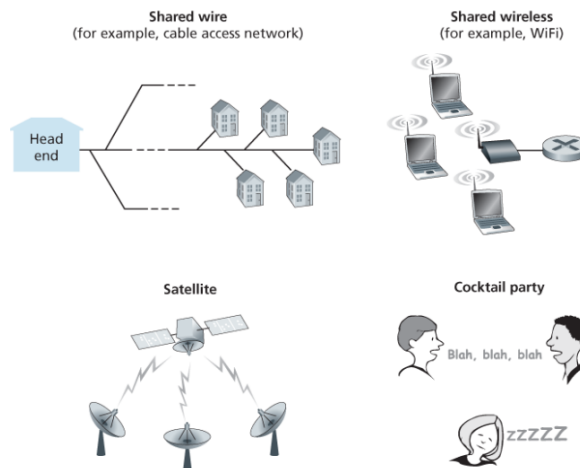 Shared wire
(for example, cable access network)
Shared wireless
(for example, WiFi)
Head
end
Satellite
Cocktail party
Blah, blah, blah
zzzzz